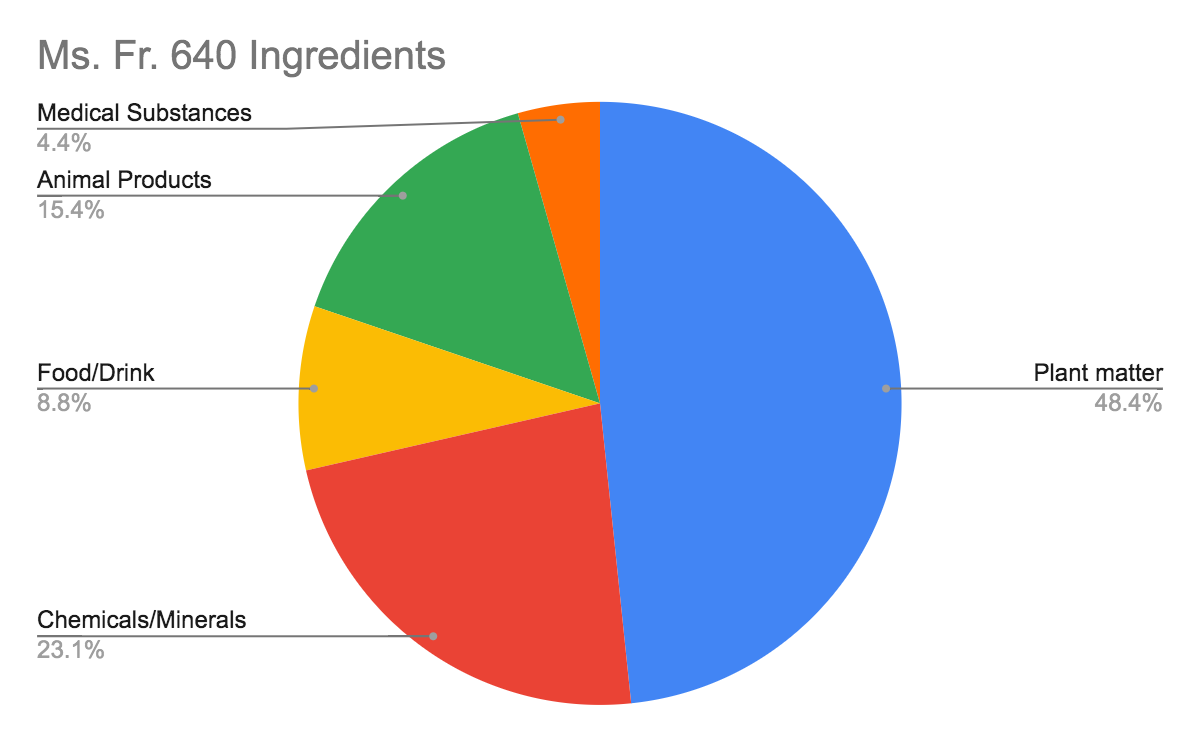 Ms. Fr. 640 Ingredients
Medical Substances
4.4%
Animal Products
15.4%
Food/Drink
8.8%
Plant matter
48.4%
Chemicals/Minerals
23.1%